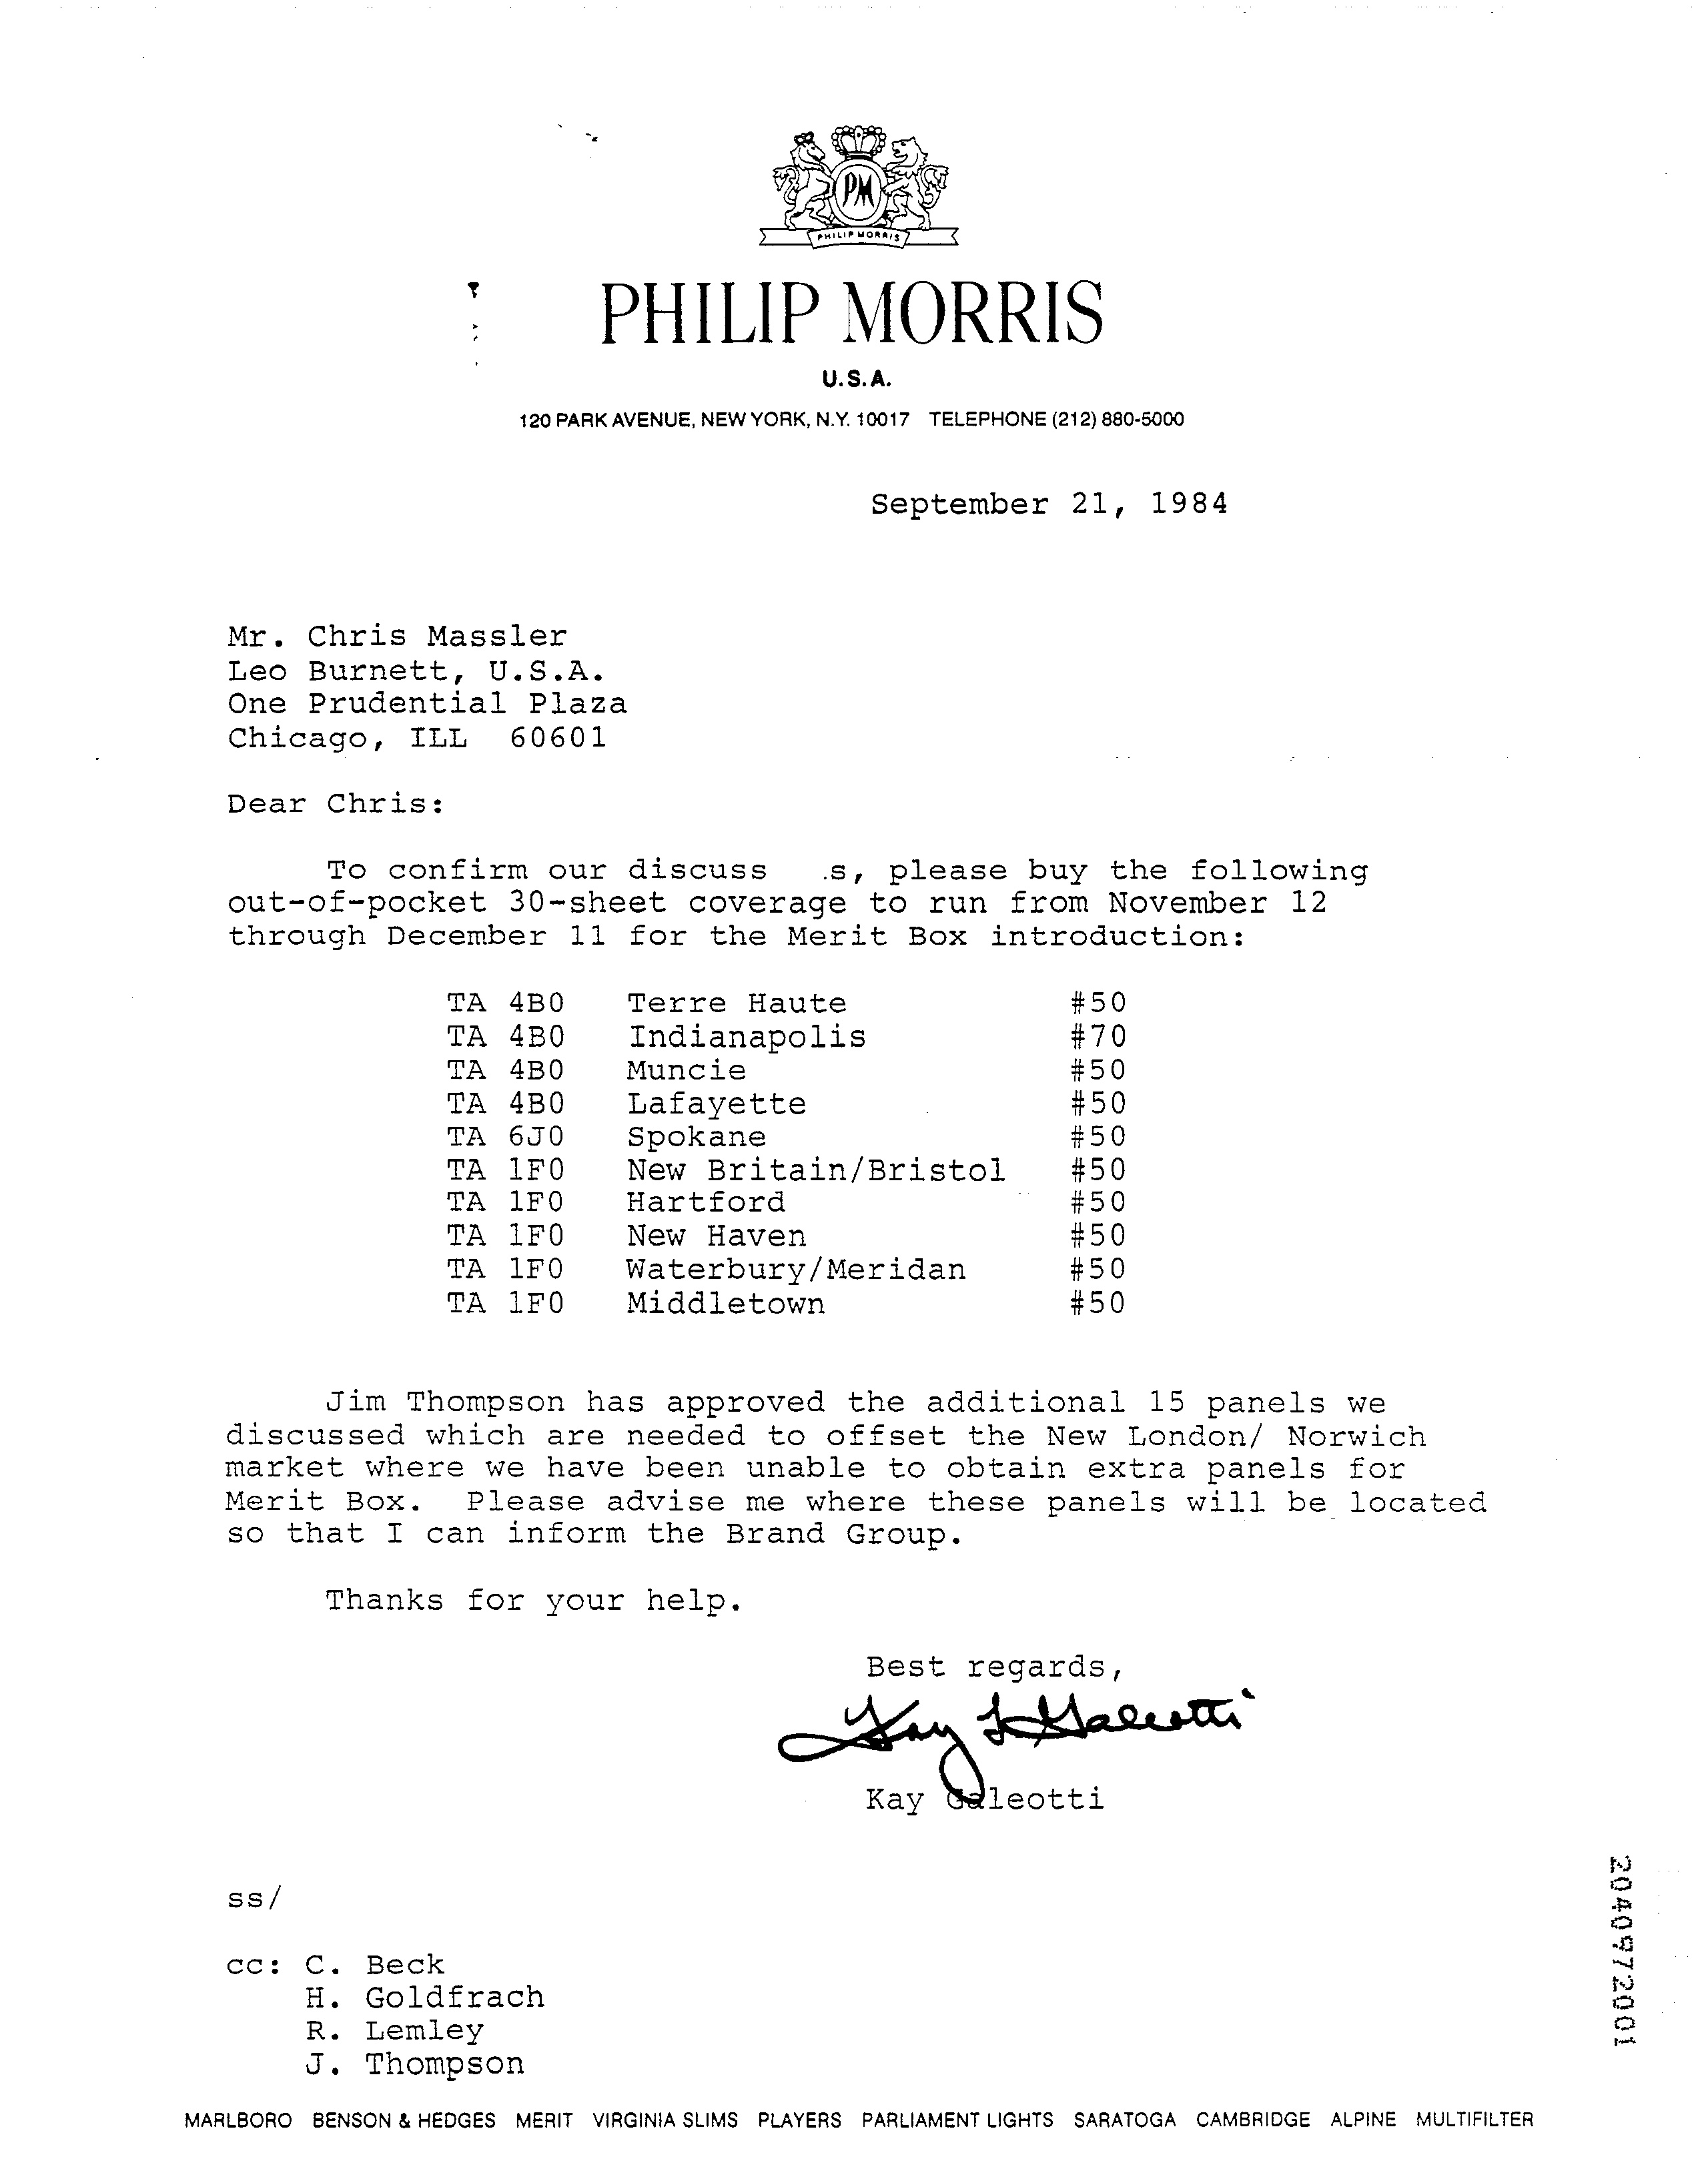 PM
PHILIP MORRIS
PHILIP MORRIS
U.S.A.
120 PARK AVENUE, NEW YORK, N.Y. 10017 TELEPHONE (212) 880-5000
September 21, 1984
Mr. Chris Massler
Leo Burnett, U.S.A.
One Prudential Plaza
Chicago, ILL 60601
Dear Chris:
To confirm our discuss .s, please buy the following
out-of-pocket 30-sheet coverage to run from November 12
through December 11 for the Merit Box introduction:
TA 4B0 Terre Haute #50
TA 4B0 Indianapolis #70
TA 4B0 Muncie #50
TA 4B0 Lafayette #50
TA 6J0 Spokane #50
TA 1F0 New Britain/Bristol #50
TA 1F0 Hartford #50
TA 1F0 New Haven #50
TA 1F0 Waterbury/Meridan #50
TA 1F0 Middletown #50
Jim Thompson has approved the additional 15 panels we
discussed which are needed to offset the New London/ Norwich
market where we have been unable to obtain extra panels for
Merit Box. Please advise me where these panels will be located
so that I can inform the Brand Group.
Thanks for your help.
Best regards,
Kay L Galeotti
Kay Galeotti
ss/
cc: C. Beck
H. Goldfrach
R. Lemley
J. Thompson
2040972001
MARLBORO BENSON & HEDGES MERIT VIRGINIA SLIMS PLAYERS PARLIAMENT LIGHTS SARATOGA CAMBRIDGE ALPINE MULTIFILTER